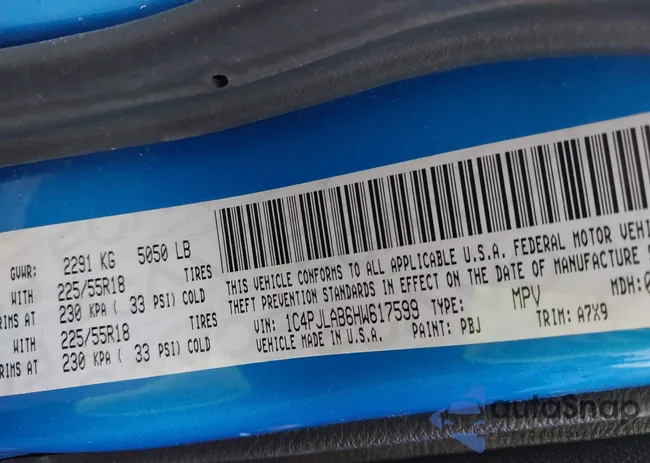 GVWR: 2291 KG 5050 LB
WITH 225/55R18 TIRES
RIMS AT 230 KPA ( 33 PSI) COLD
WITH 225/55R18 TIRES
RIMS AT 230 KPA ( 33 PSI) COLD
THIS VEHICLE CONFORMS TO ALL APPLICABLE U.S.A. FEDERAL MOTOR VEHI
THEFT PREVENTION STANDARDS IN EFFECT ON THE DATE OF MANUFACTURE S
VIN: 1C4PJLAB6HW617599 TYPE: MPV MDH: 0
VEHICLE MADE IN U.S.A. PAINT: PBJ TRIM: A7X9
autoSnap